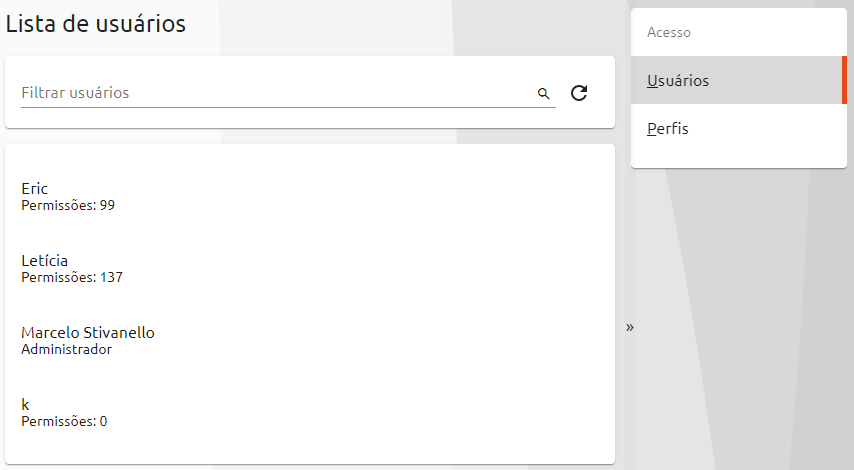 Lista de usuários
Filtrar usuários
Eric
Permissões: 99
Letícia
Permissões: 137
Marcelo Stivanello
Administrador
k
Permissões: 0
»
Acesso
Usuários
Perfis